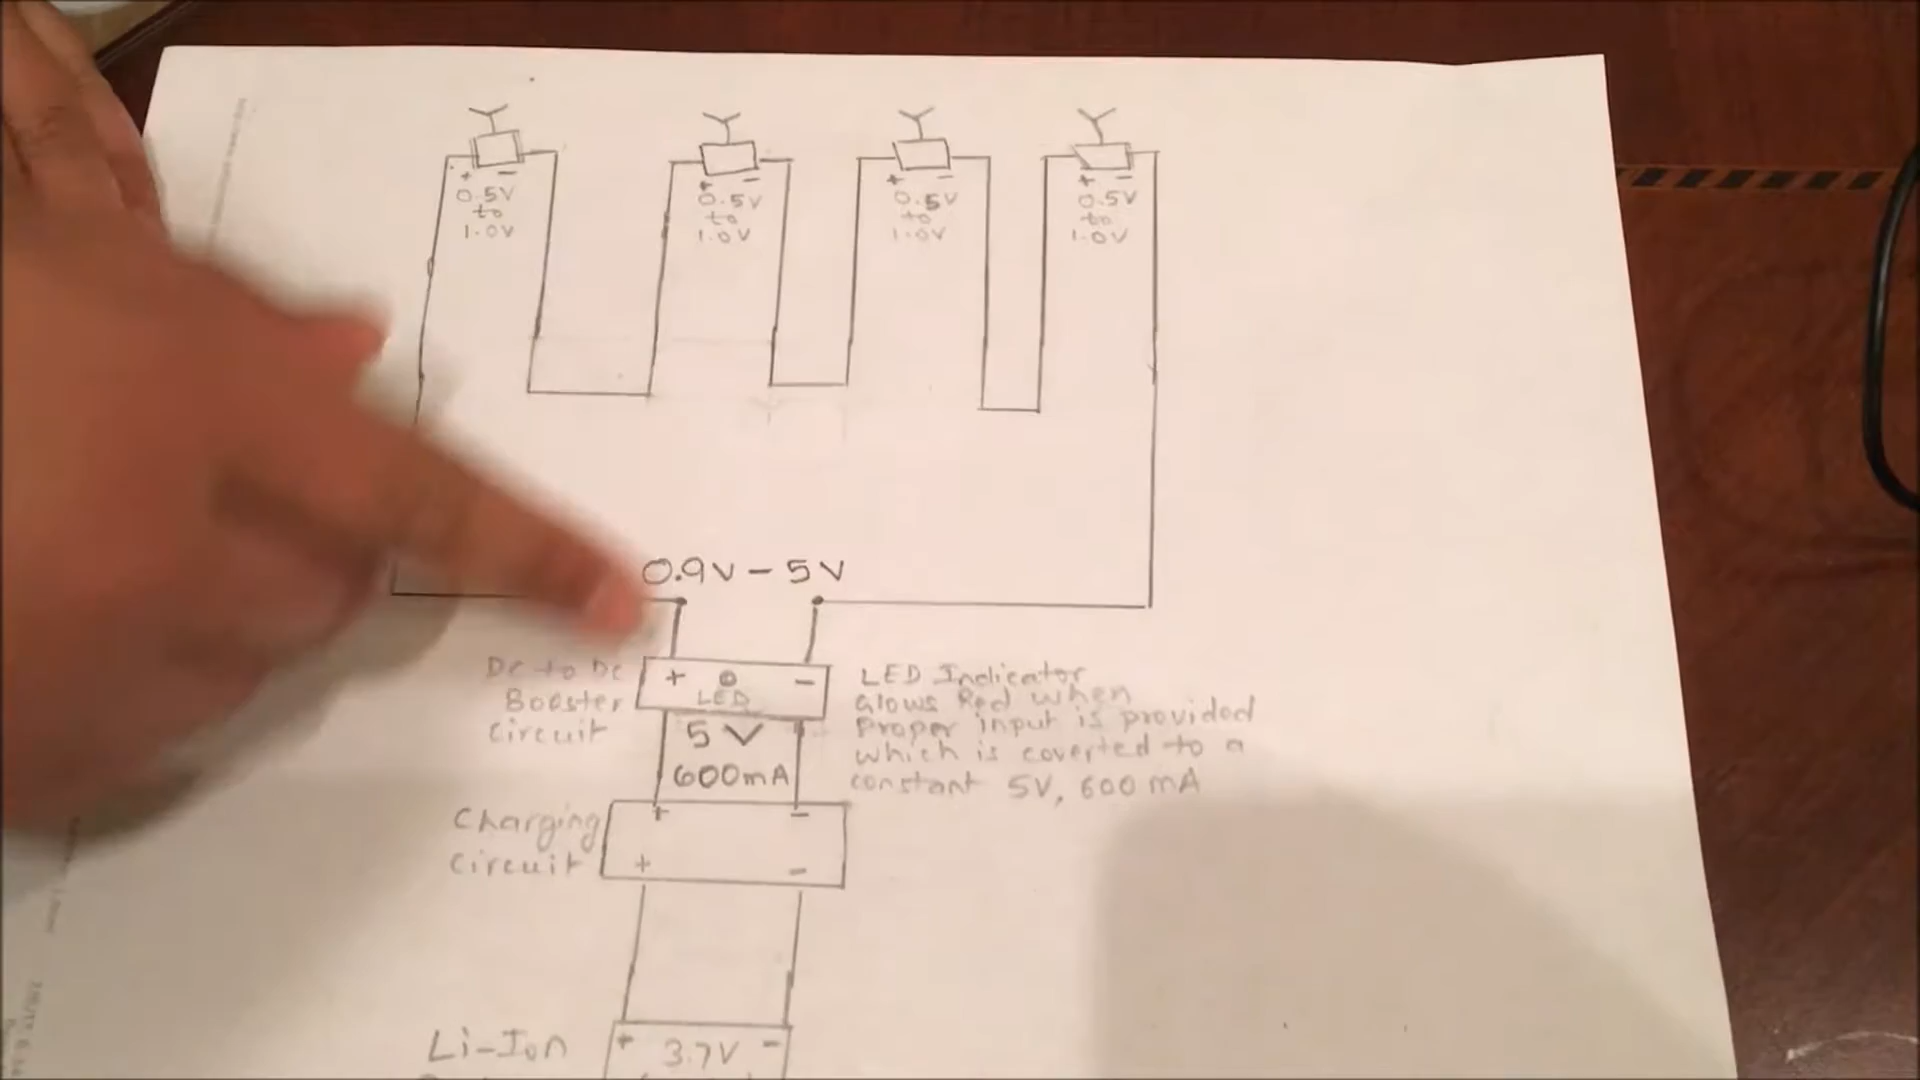 + -
0.5V
to
1.0V
+ -
0.5V
to
1.0V
+ -
0.5V
to
1.0V
+ -
0.5V
to
1.0V
0.9V - 5V
DC to DC
Booster
Circuit
+ -
LED
LED Indicator
Glows Red when
Proper input is provided
which is coverted to a
constant 5V, 600 mA
5V
600mA
Charging
Circuit
+ -
+ -
Li-Ion
+ 3.7V -